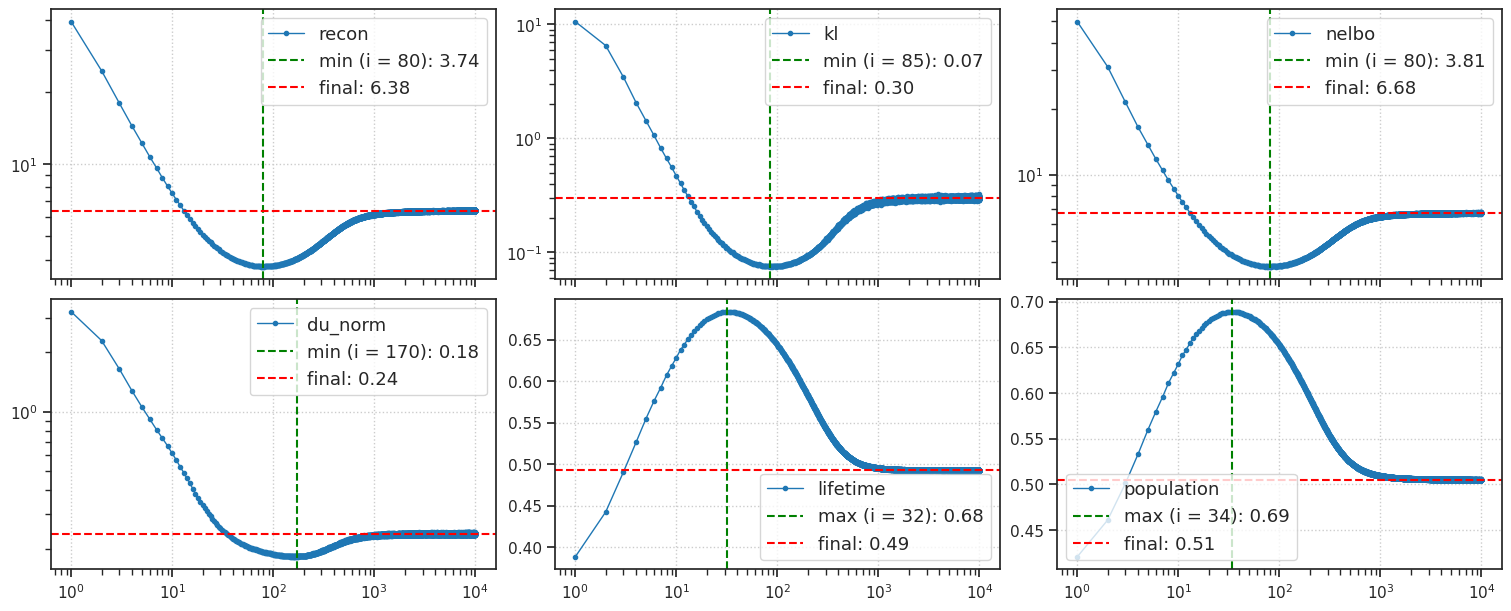 10¹
recon
min (i = 80): 3.74
final: 6.38
10¹
10⁰
10⁻¹
kl
min (i = 85): 0.07
final: 0.30
10¹
nelbo
min (i = 80): 3.81
final: 6.68
10⁰
du_norm
min (i = 170): 0.18
final: 0.24
10⁰ 10¹ 10² 10³ 10⁴
0.65
0.60
0.55
0.50
0.45
0.40
lifetime
max (i = 32): 0.68
final: 0.49
10⁰ 10¹ 10² 10³ 10⁴
0.70
0.65
0.60
0.55
0.50
0.45
population
max (i = 34): 0.69
final: 0.51
10⁰ 10¹ 10² 10³ 10⁴